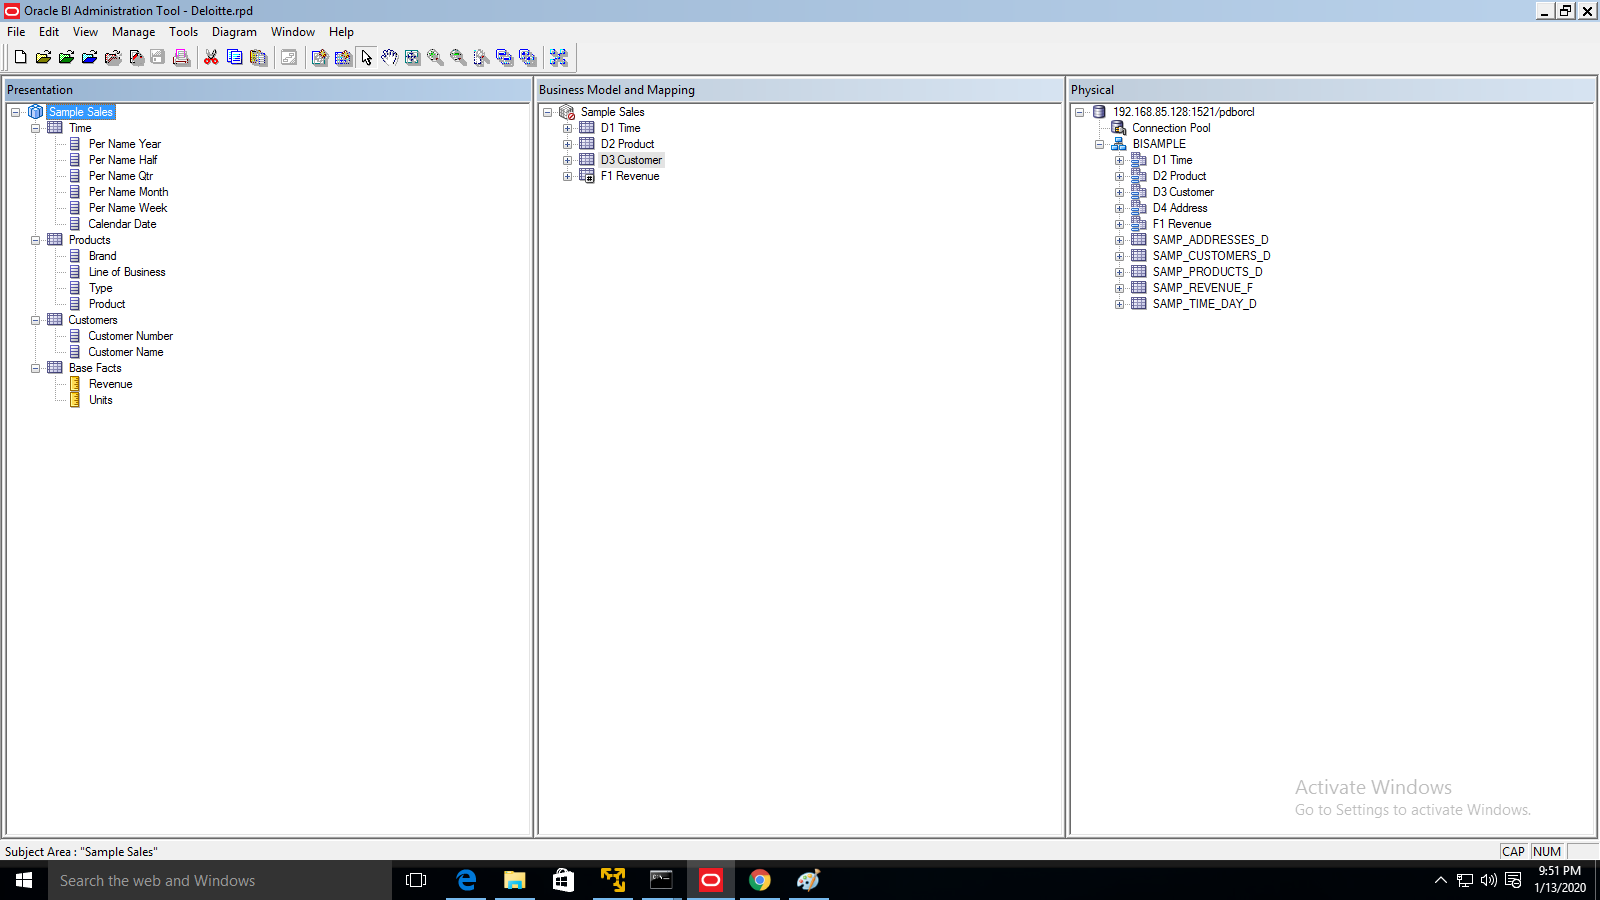 Oracle BI Administration Tool - Deloitte.rpd
File Edit View Manage Tools Diagram Window Help
Presentation
Sample Sales
Time
Per Name Year
Per Name Half
Per Name Qtr
Per Name Month
Per Name Week
Calendar Date
Products
Brand
Line of Business
Type
Product
Customers
Customer Number
Customer Name
Base Facts
Revenue
Units
Business Model and Mapping
Sample Sales
D1 Time
D2 Product
D3 Customer
F1 Revenue
Physical
192.168.85.128:1521/pdborcl
Connection Pool
BISAMPLE
D1 Time
D2 Product
D3 Customer
D4 Address
F1 Revenue
SAMP_ADDRESSES_D
SAMP_CUSTOMERS_D
SAMP_PRODUCTS_D
SAMP_REVENUE_F
SAMP_TIME_DAY_D
Activate Windows
Go to Settings to activate Windows.
Subject Area : "Sample Sales"
CAP NUM
Search the web and Windows
9:51 PM
1/13/2020